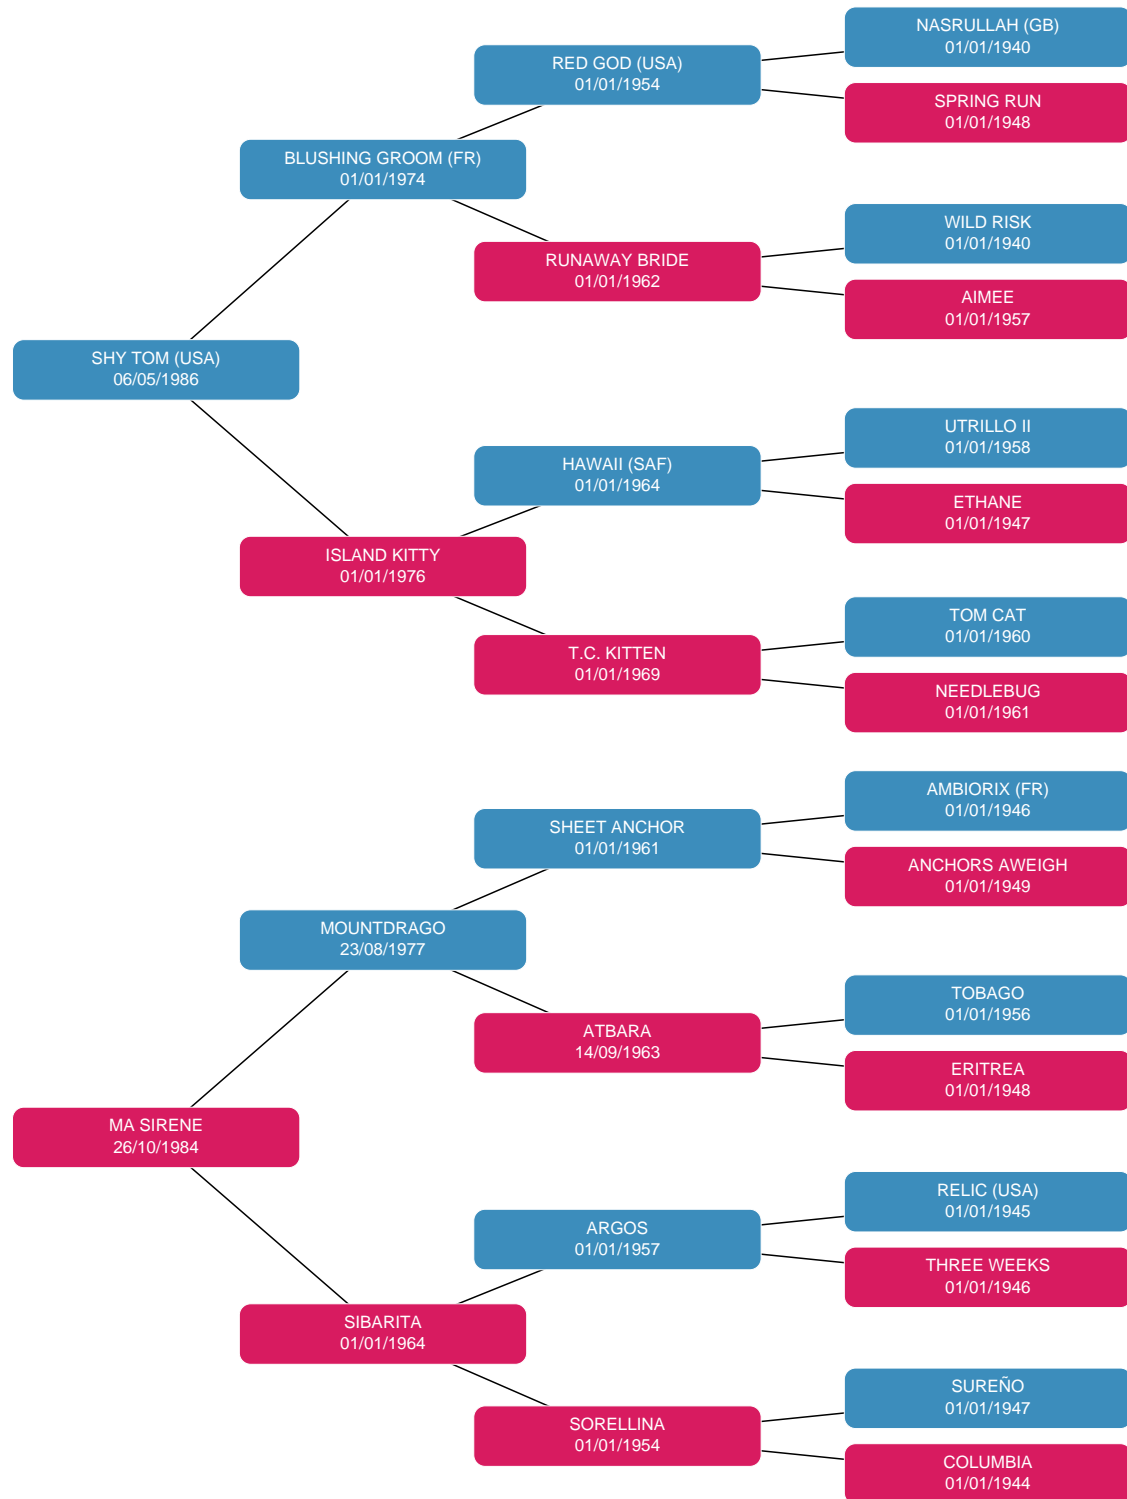 NASRULLAH (GB)
01/01/1940
RED GOD (USA)
01/01/1954
SPRING RUN
01/01/1948
BLUSHING GROOM (FR)
01/01/1974
WILD RISK
01/01/1940
RUNAWAY BRIDE
01/01/1962
AIMEE
01/01/1957
SHY TOM (USA)
06/05/1986
UTRILLO II
01/01/1958
HAWAII (SAF)
01/01/1964
ETHANE
01/01/1947
ISLAND KITTY
01/01/1976
TOM CAT
01/01/1960
T.C. KITTEN
01/01/1969
NEEDLEBUG
01/01/1961
AMBIORIX (FR)
01/01/1946
SHEET ANCHOR
01/01/1961
ANCHORS AWEIGH
01/01/1949
MOUNTDRAGO
23/08/1977
TOBAGO
01/01/1956
ATBARA
14/09/1963
ERITREA
01/01/1948
MA SIRENE
26/10/1984
RELIC (USA)
01/01/1945
ARGOS
01/01/1957
THREE WEEKS
01/01/1946
SIBARITA
01/01/1964
SUREÑO
01/01/1947
SORELLINA
01/01/1954
COLUMBIA
01/01/1944